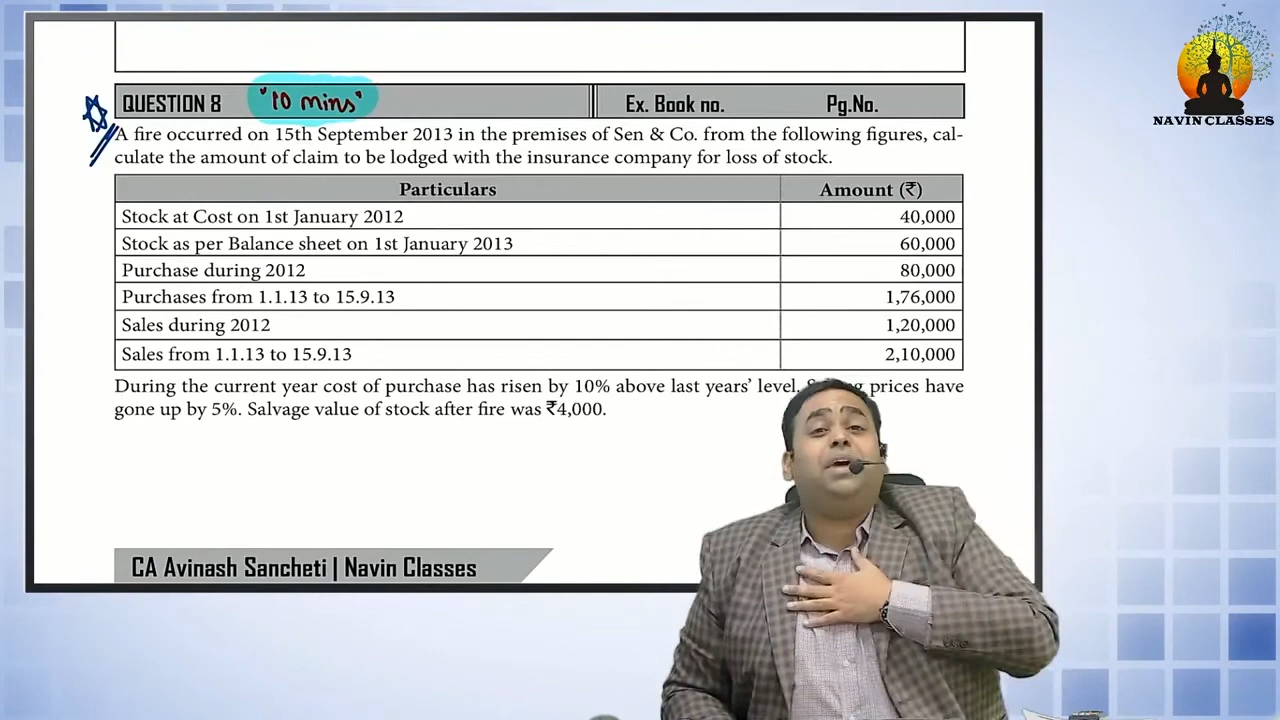 NAVIN CLASSES
QUESTION 8 "10 mins" Ex. Book no. Pg.No.
A fire occurred on 15th September 2013 in the premises of Sen & Co. from the following figures, cal-
culate the amount of claim to be lodged with the insurance company for loss of stock.
Particulars Amount (₹)
Stock at Cost on 1st January 2012 40,000
Stock as per Balance sheet on 1st January 2013 60,000
Purchase during 2012 80,000
Purchases from 1.1.13 to 15.9.13 1,76,000
Sales during 2012 1,20,000
Sales from 1.1.13 to 15.9.13 2,10,000
During the current year cost of purchase has risen by 10% above last years’ level. prices have
gone up by 5%. Salvage value of stock after fire was ₹4,000.
CA Avinash Sancheti | Navin Classes